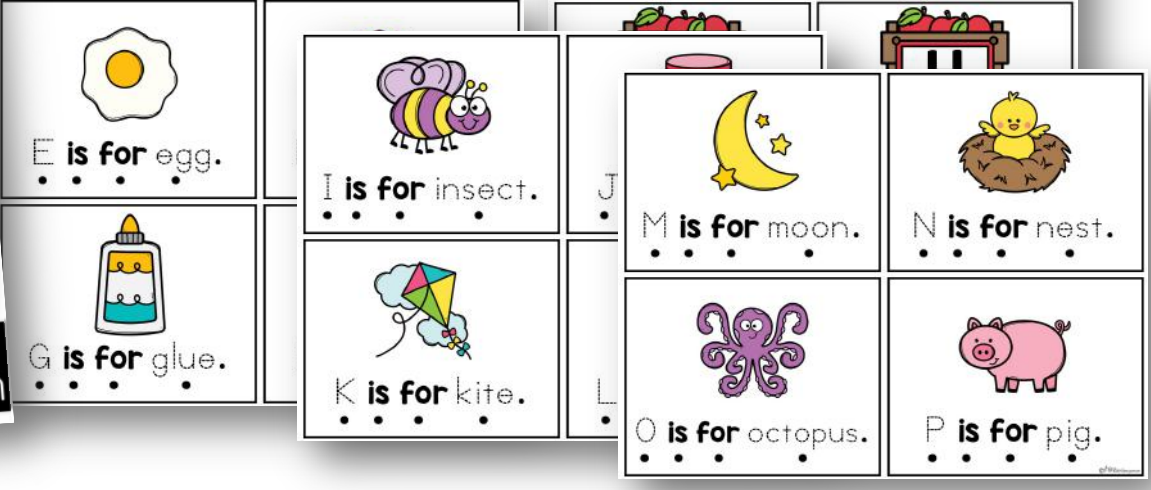 E is for egg.
G is for glue.
I is for insect.
J
K is for kite.
L
M is for moon.
N is for nest.
O is for octopus.
P is for pig.